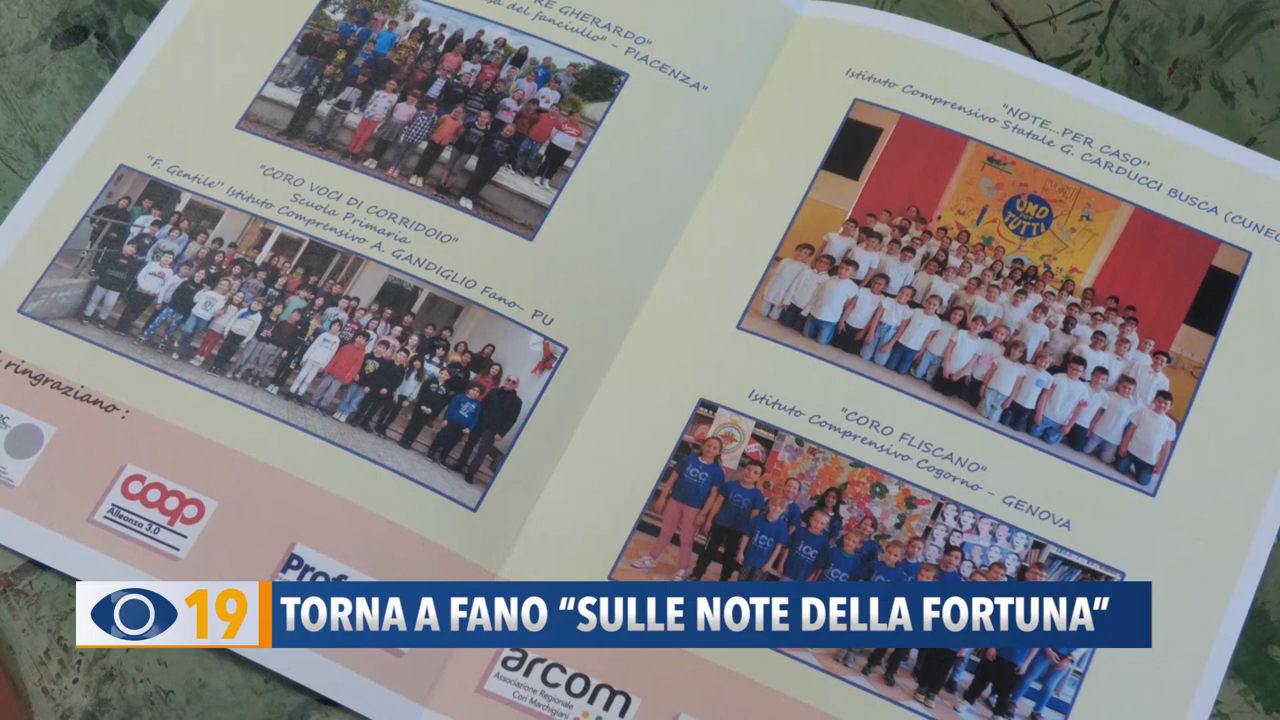 RE GHERARDO"
del fanciullo" - PIACENZA"
"CORO VOCI DI CORRIDOIO"
Scuola Primaria
"F. Gentile" Istituto Comprensivo A. GANDIGLIO Fano- PU
ringraziano :
coop
Alleanza 3.0
Prof
"NOTE...PER CASO"
Istituto Comprensivo Statale G. CARDUCCI BUSCA (CUNEO
UNO
TUTTI
"CORO FLISCANO"
Istituto Comprensivo Cogorno - GENOVA
icc
icc
arcom
Associazione Regionale
Cori Marchigiani
19
TORNA A FANO “SULLE NOTE DELLA FORTUNA“